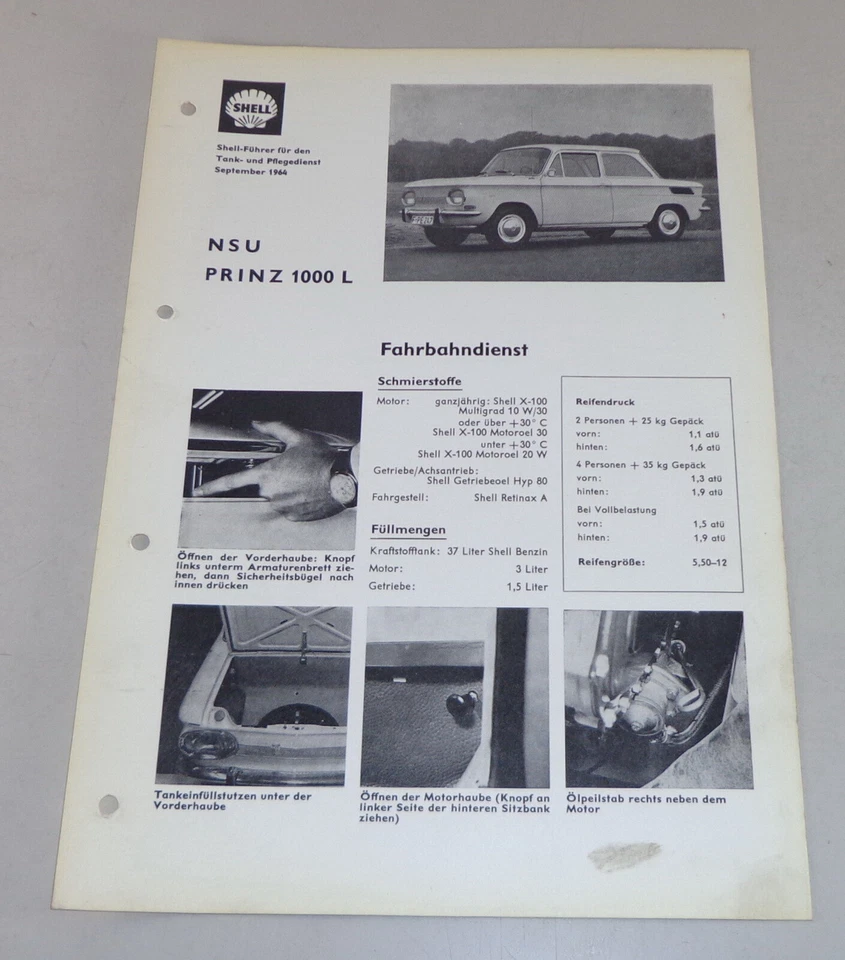 SHELL
Shell-Führer für den
Tank- und Pflegedienst
September 1964
NSU
PRINZ 1000 L
Fahrbahndienst
Schmierstoffe
Motor: ganzjährig: Shell X-100
Multigrad 10 W/30
oder über +30° C
Shell X-100 Motoroel 30
unter +30° C
Shell X-100 Motoroel 20 W
Getriebe/Achsantrieb:
Shell Getriebeoel Hyp 80
Fahrgestell: Shell Retinax A
Füllmengen
Kraftstofftank: 37 Liter Shell Benzin
Motor: 3 Liter
Getriebe: 1,5 Liter
Reifendruck
2 Personen + 25 kg Gepäck
vorn: 1,1 atü
hinten: 1,6 atü
4 Personen + 35 kg Gepäck
vorn: 1,3 atü
hinten: 1,9 atü
Bei Vollbelastung
vorn: 1,5 atü
hinten: 1,9 atü
Reifengröße: 5,50–12
Öffnen der Vorderhaube: Knopf
links unterm Armaturenbrett zie-
hen, dann Sicherheitsbügel nach
innen drücken
Tankeinfüllstutzen unter der
Vorderhaube
Öffnen der Motorhaube (Knopf an
linker Seite der hinteren Sitzbank
ziehen)
Ölpeilstab rechts neben dem
Motor